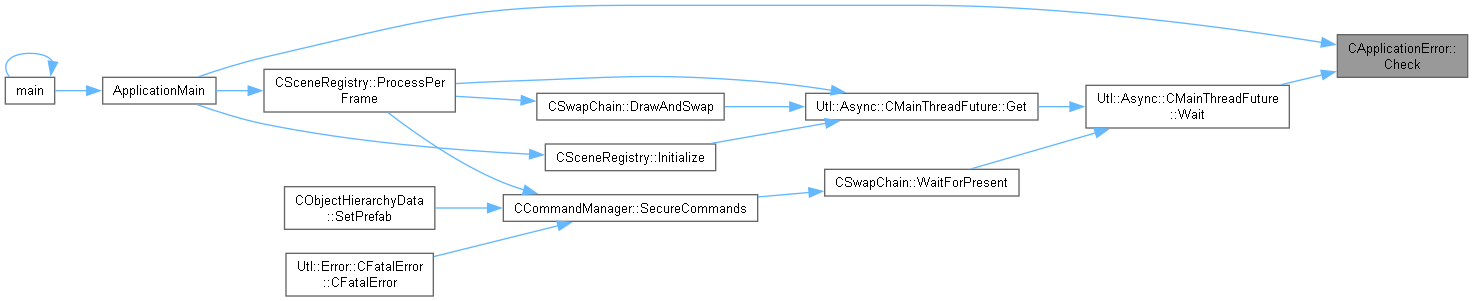 main
ApplicationMain
CSceneRegistry::ProcessPer
Frame
CSwapChain::DrawAndSwap
CSceneRegistry::Initialize
CObjectHierarchyData
::SetPrefab
Utl::Error::CFatalError
::CFatalError
CCommandManager::SecureCommands
Utl::Async::CMainThreadFuture::Get
CSwapChain::WaitForPresent
Utl::Async::CMainThreadFuture
::Wait
CApplicationError::
Check